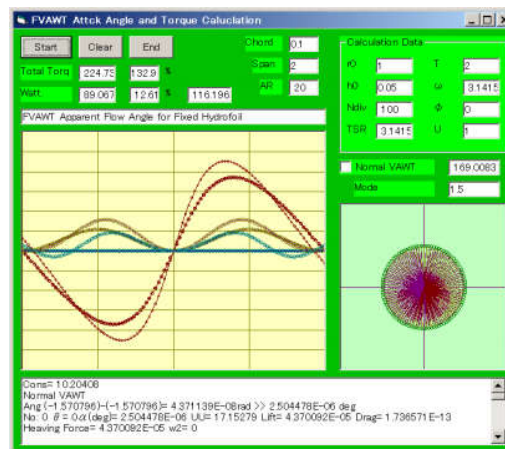 FVAWT Attck Angle and Torque Caluclation
Start Clear End
Chord 0.1
Span 2
AR 20
Total Torq 224.73 132.9 %
Watt. 89.067 12.61 % 116.196
FVAWT Apparent Flow Angle for Fixed Hydrofoil
Calculation Data
r0 1 T 2
h0 0.05 ω 3.1415
Ndiv 100 φ 0
TSR 3.1415 U 1
Normal VAWT 169.0083
Mode 1.5
Cons= 10.20408
Normal VAWT
Ang (-1.570796)-(-1.570796)= 4.371139E-08rad >> 2.504478E-06 deg
No: 0 θ = 0α(deg)= 2.504478E-06 UU= 17.15279 Lift= 4.370092E-05 Drag= 1.736571E-13
Heaving Force= 4.370092E-05 w2= 0